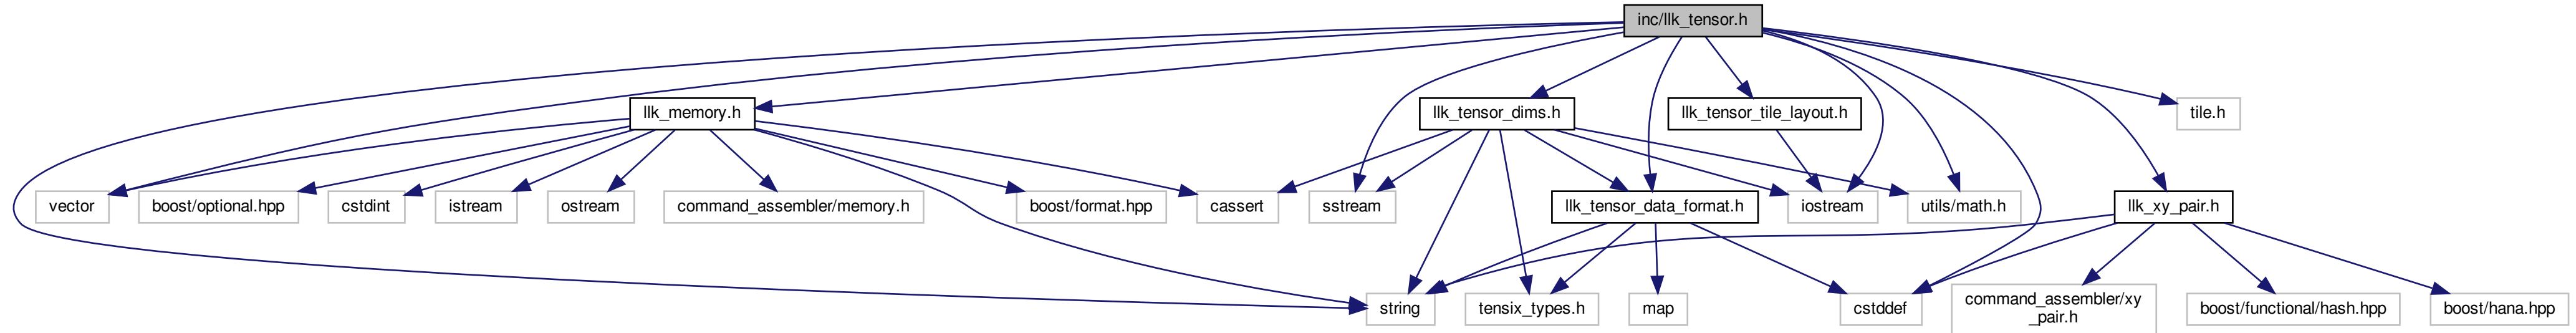 inc/llk_tensor.h
llk_memory.h
llk_tensor_dims.h
llk_tensor_tile_layout.h
tile.h
vector
boost/optional.hpp
cstdint
istream
ostream
command_assembler/memory.h
boost/format.hpp
cassert
sstream
llk_tensor_data_format.h
iostream
utils/math.h
llk_xy_pair.h
string
tensix_types.h
map
cstddef
command_assembler/xy
_pair.h
boost/functional/hash.hpp
boost/hana.hpp